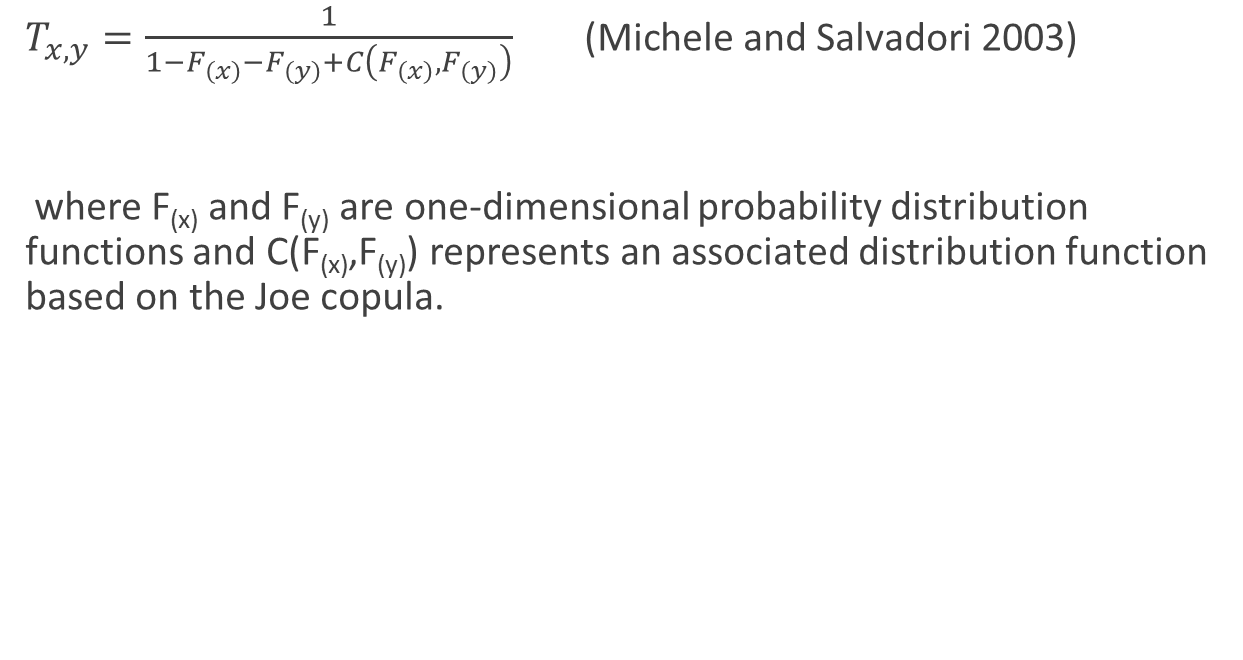 T_{x,y} = \frac{1}{1-F_{(x)}-F_{(y)}+C(F_{(x)},F_{(y)})} (Michele and Salvadori 2003)
where F_{(x)} and F_{(y)} are one-dimensional probability distribution
functions and C(F_{(x)},F_{(y)}) represents an associated distribution function
based on the Joe copula.